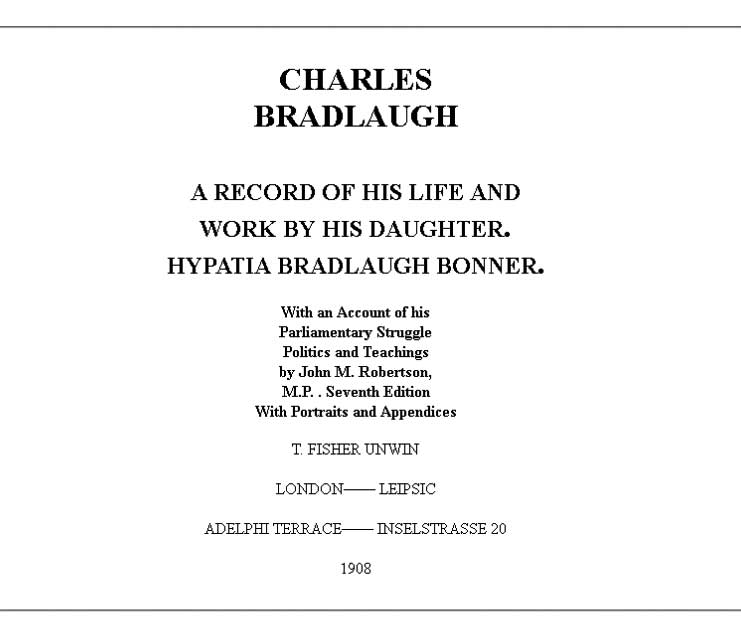 CHARLES
BRADLAUGH
A RECORD OF HIS LIFE AND
WORK BY HIS DAUGHTER.
HYPATIA BRADLAUGH BONNER.
With an Account of his
Parliamentary Struggle
Politics and Teachings
by John M. Robertson,
M.P. . Seventh Edition
With Portraits and Appendices
T. FISHER UNWIN
LONDON—— LEIPSIC
ADELPHI TERRACE—— INSELSTRASSE 20
1908